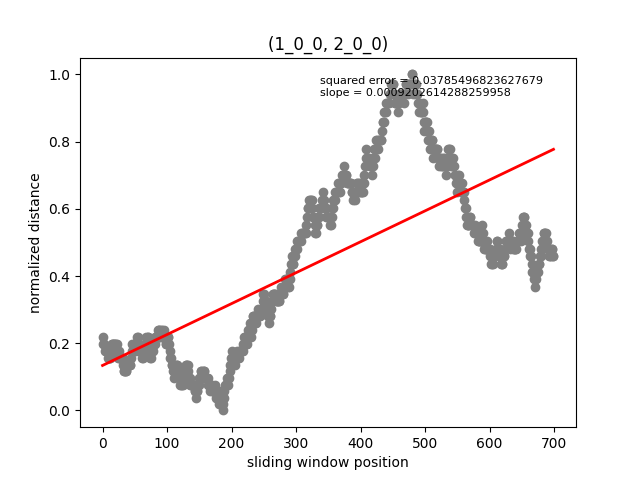 (1_0_0, 2_0_0)
squared error = 0.03785496823627679
slope = 0.0009202614288259958
normalized distance
1.0
0.8
0.6
0.4
0.2
0.0
0 100 200 300 400 500 600 700
sliding window position